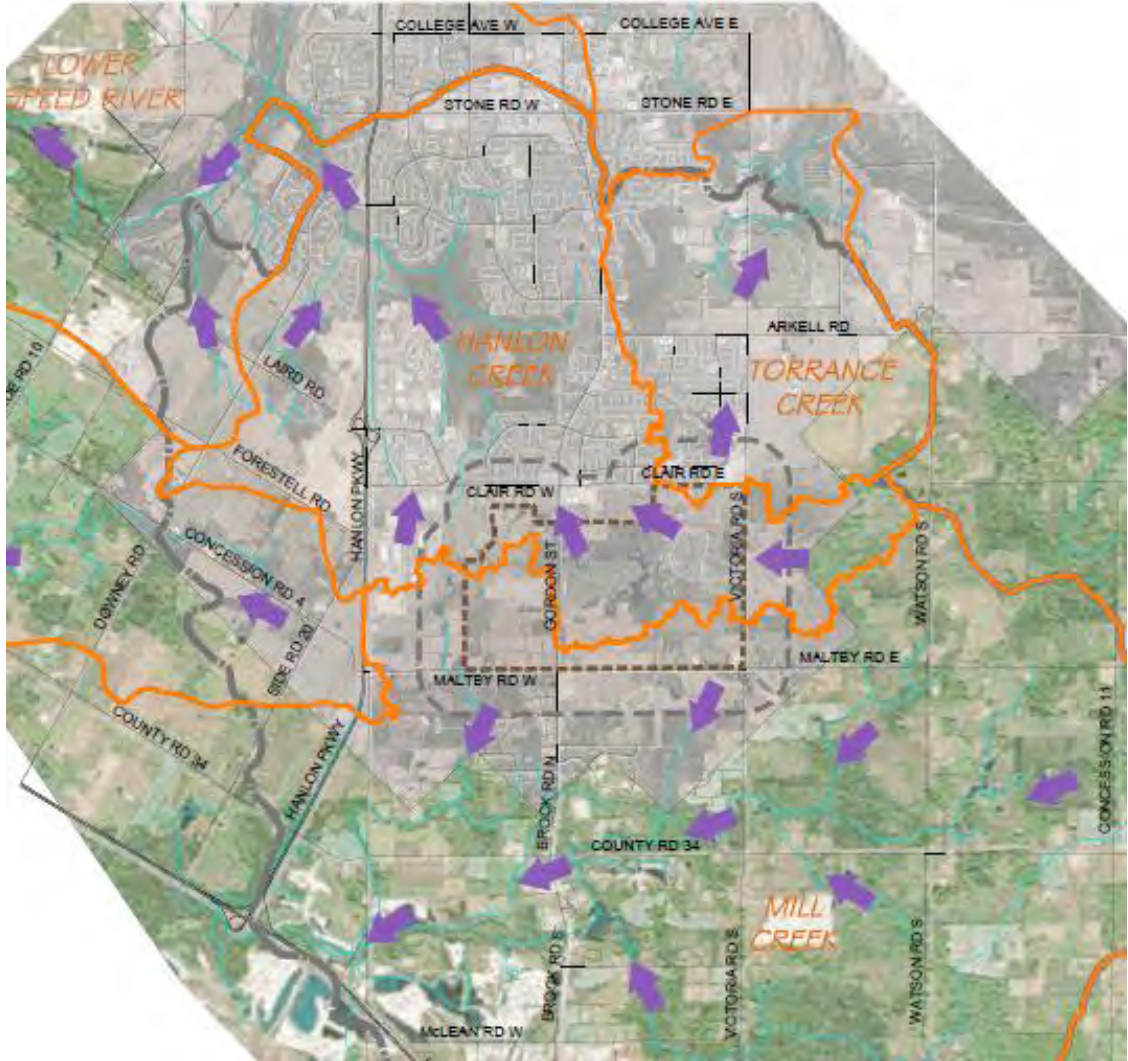 COLLEGE AVE W
COLLEGE AVE E
LOWER
SPEED RIVER
STONE RD W
STONE RD E
ARKELL RD
HANLON
CREEK
TORRANCE
CREEK
LAIRD RD
RD 10
HANLON PKWY
FORESTELL RD
CLAIR RD W
CLAIR RD E
CONCESSION RD 4
DOWNEY RD
SIDE RD 20
GORDON ST
VICTORIA RD S
WATSON RD S
MALTBY RD W
MALTBY RD E
COUNTY RD 34
HANLON PKWY
BROCK RD N
CONCESSION RD 11
COUNTY RD 34
MILL
CREEK
BROCK RD S
VICTORIA RD S
WATSON RD S
McLEAN RD W